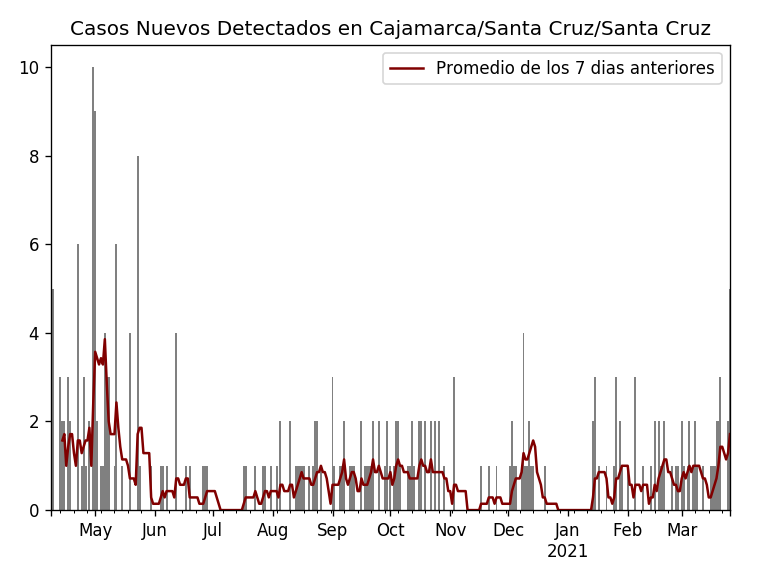 Casos Nuevos Detectados en Cajamarca/Santa Cruz/Santa Cruz
Promedio de los 7 dias anteriores
10
8
6
4
2
0
May Jun Jul Aug Sep Oct Nov Dec Jan Feb Mar
2021